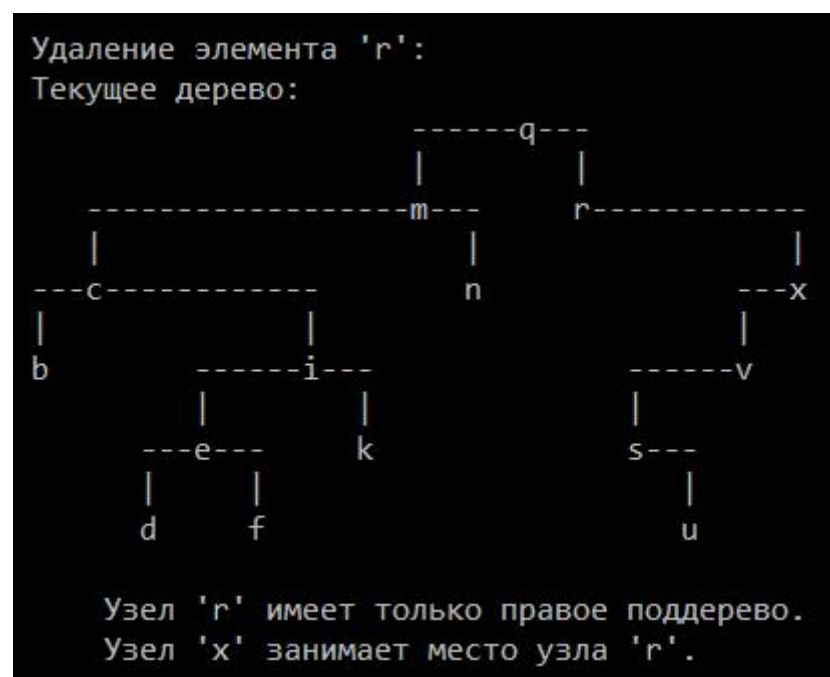 Удаление элемента 'r':
Текущее дерево:
------q---
|        |
------------------m---     r------------
|                    |                 |
---c------------        n              ---x
|              |                       |
b        ------i---              ------v
|        |              |
---e---     k              s---
|     |                       |
d     f                       u
Узел 'r' имеет только правое поддерево.
Узел 'x' занимает место узла 'r'.